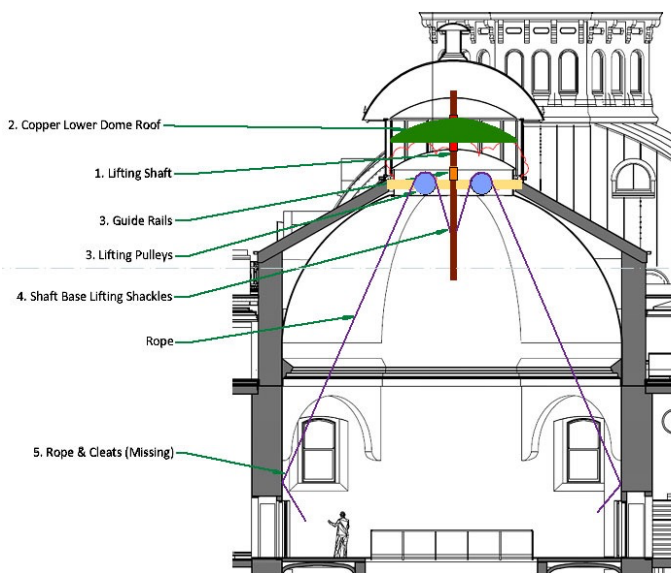 2. Copper Lower Dome Roof
1. Lifting Shaft
3. Guide Rails
3. Lifting Pulleys
4. Shaft Base Lifting Shackles
Rope
5. Rope & Cleats (Missing)